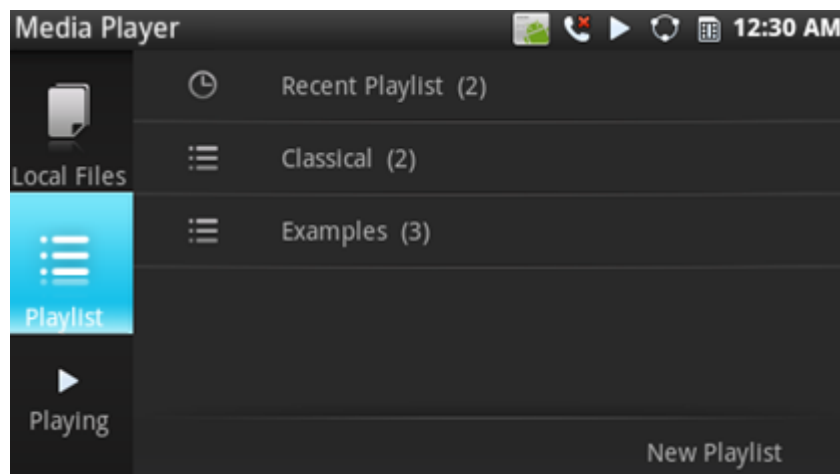 Media Player 12:30 AM
Recent Playlist (2)
Local Files
Classical (2)
Examples (3)
Playlist
Playing
New Playlist